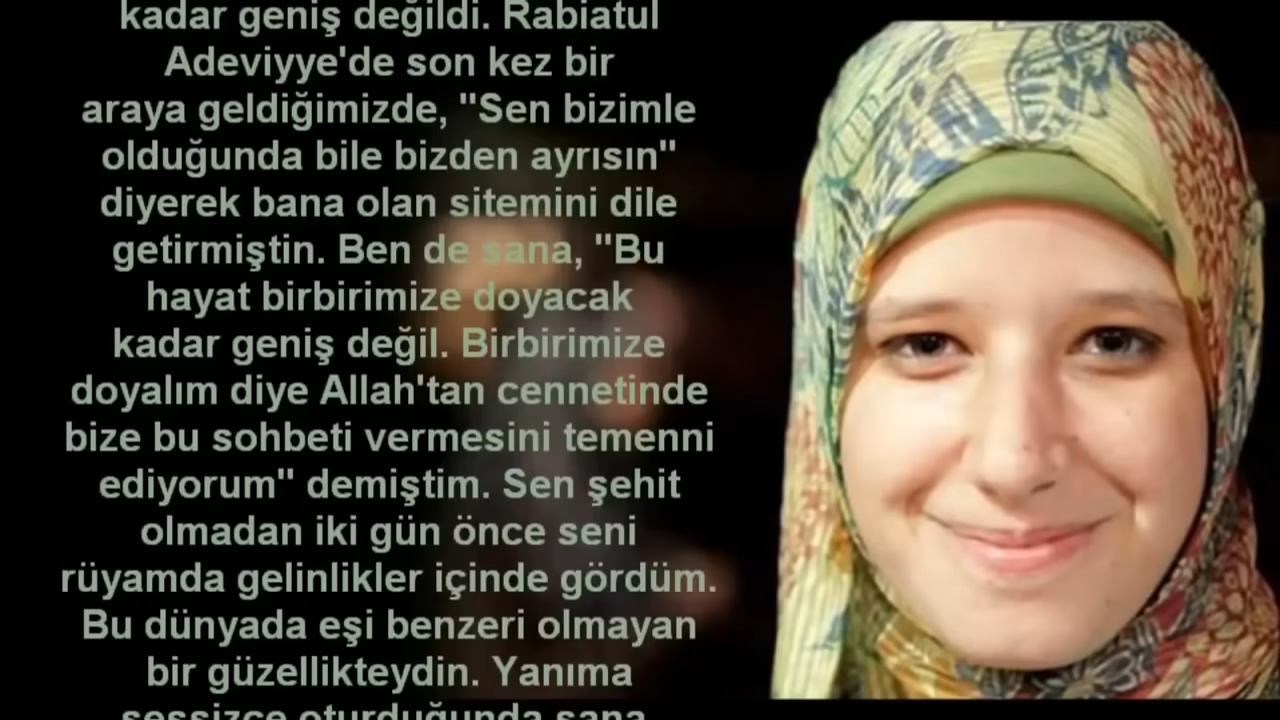 kadar geniş değildi. Rabiatul
Adeviyye'de son kez bir
araya geldiğimizde, "Sen bizimle
olduğunda bile bizden ayrısın"
diyerek bana olan sitemini dile
getirmiştin. Ben de sana, "Bu
hayat birbirimize doyacak
kadar geniş değil. Birbirimize
doyalım diye Allah'tan cennetinde
bize bu sohbeti vermesini temenni
ediyorum" demiştim. Sen şehit
olmadan iki gün önce seni
rüyamda gelinlikler içinde gördüm.
Bu dünyada eşi benzeri olmayan
bir güzellikteydin. Yanıma
sessizce oturduğunda sana